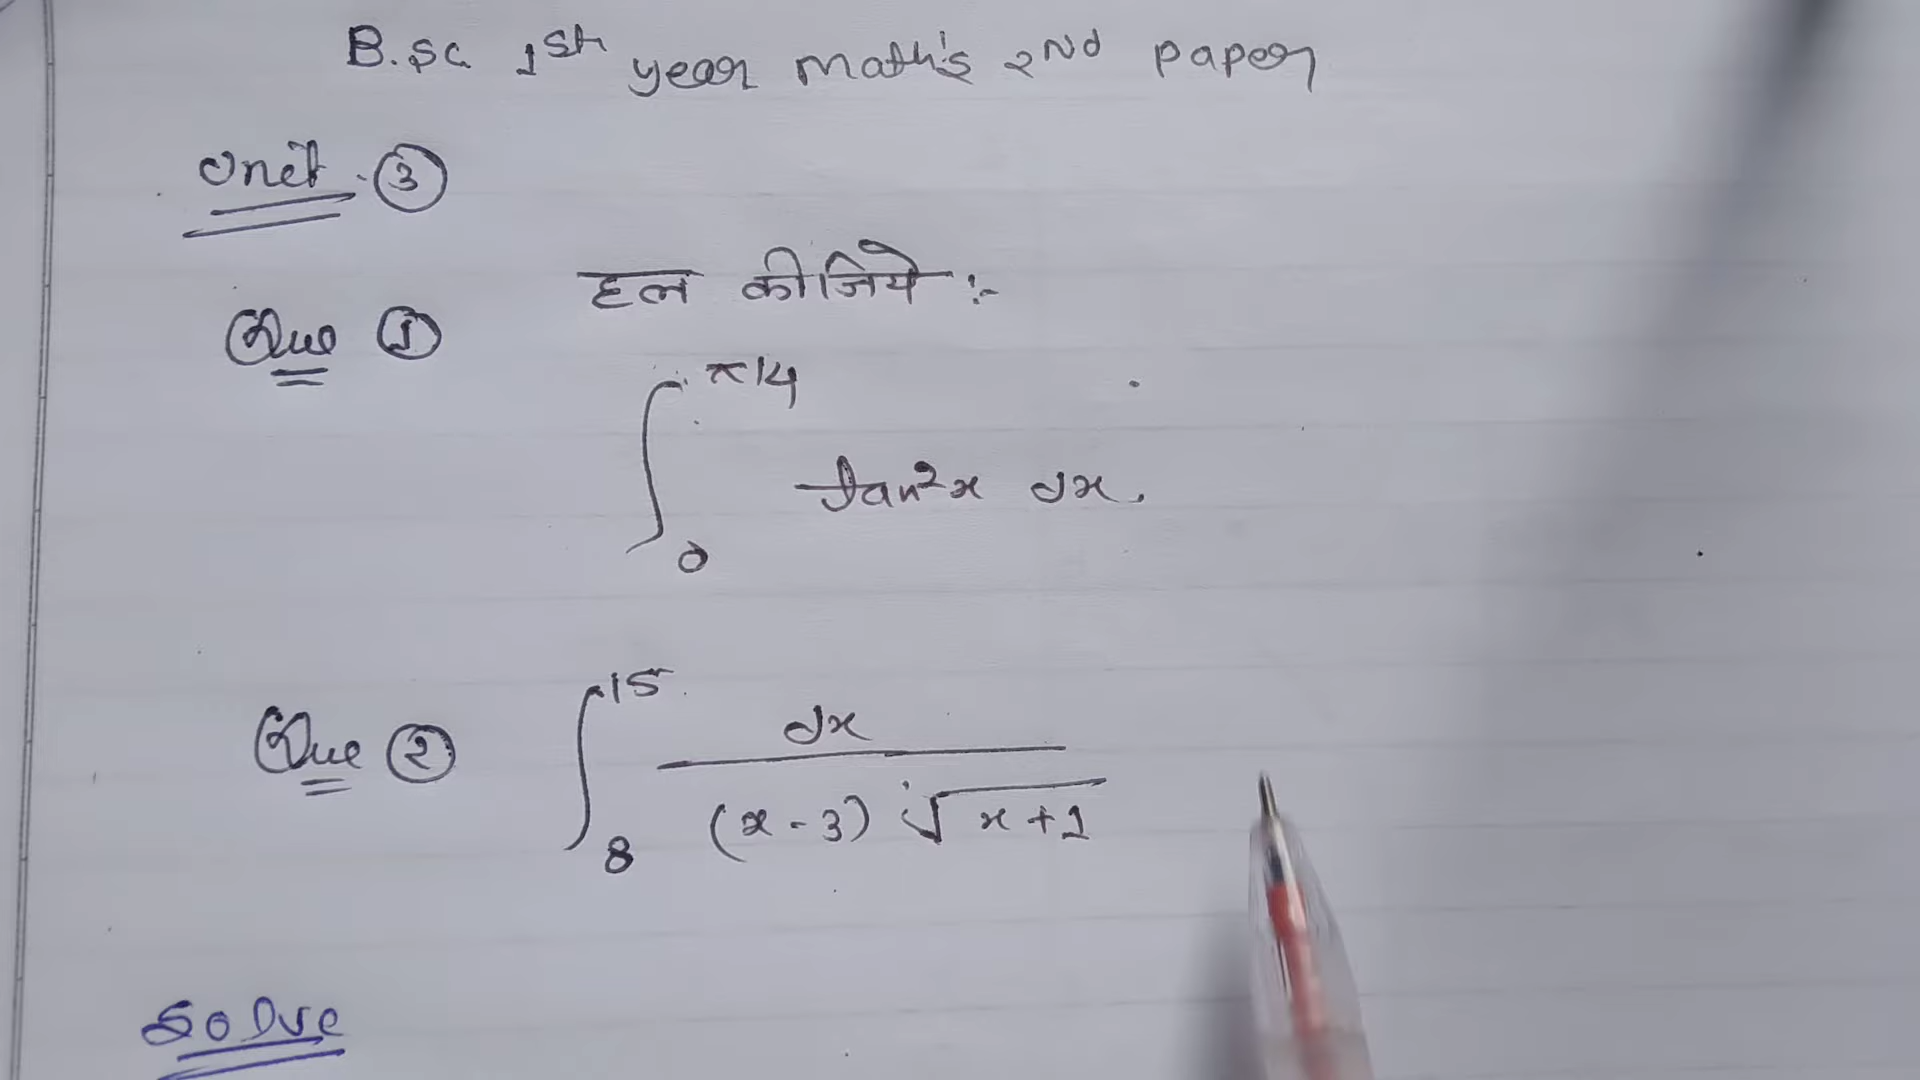 B.sc. 1st year math's 2nd paper
Unit - 3
हल कीजिये :-
Que 1
∫₀^π/4 tan²x dx.
Que 2 ∫₈^15 dx / (x - 3) √x + 1
Solve